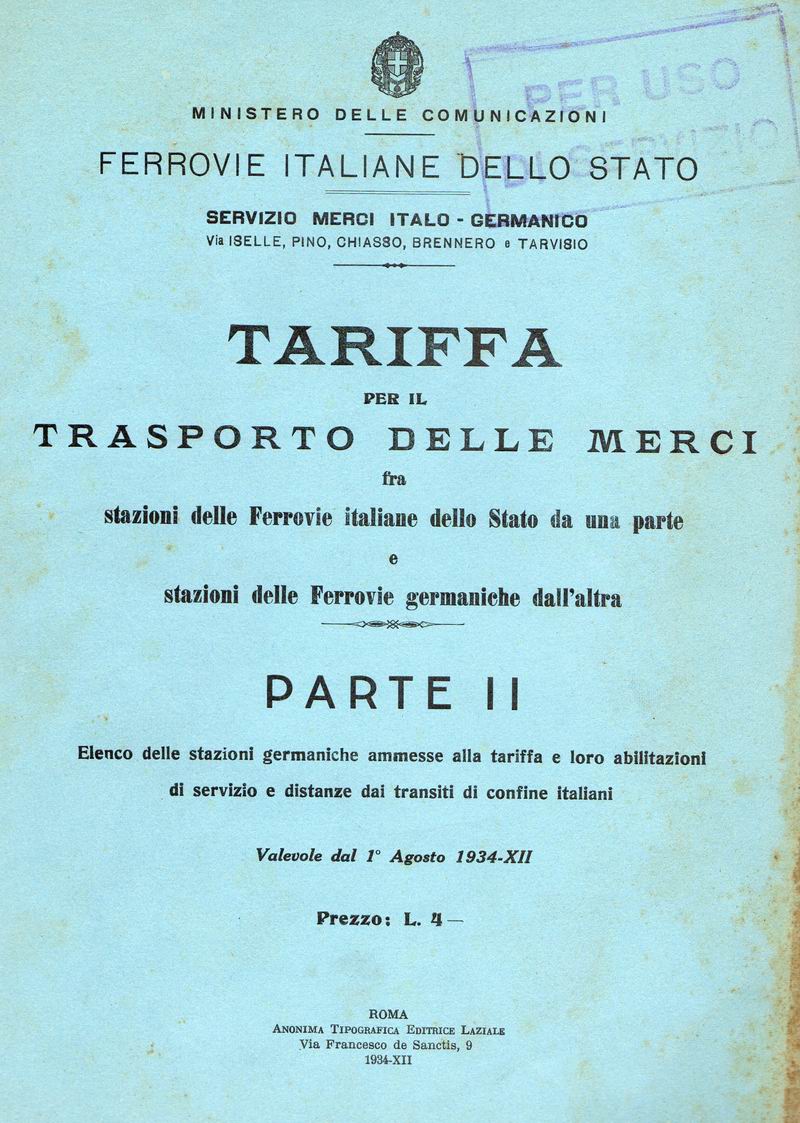 MINISTERO DELLE COMUNICAZIONI
FERROVIE ITALIANE DELLO STATO
PER USO
DI SERVIZIO
SERVIZIO MERCI ITALO - GERMANICO
Via ISELLE, PINO, CHIASSO, BRENNERO e TARVISIO
TARIFFA
PER IL
TRASPORTO DELLE MERCI
fra
stazioni delle Ferrovie italiane dello Stato da una parte
e
stazioni delle Ferrovie germaniche dall'altra
PARTE II
Elenco delle stazioni germaniche ammesse alla tariffa e loro abilitazioni
di servizio e distanze dai transiti di confine italiani
Valevole dal 1° Agosto 1934-XII
Prezzo: L. 4 —
ROMA
ANONIMA TIPOGRAFICA EDITRICE LAZIALE
Via Francesco de Sanctis, 9
1934-XII